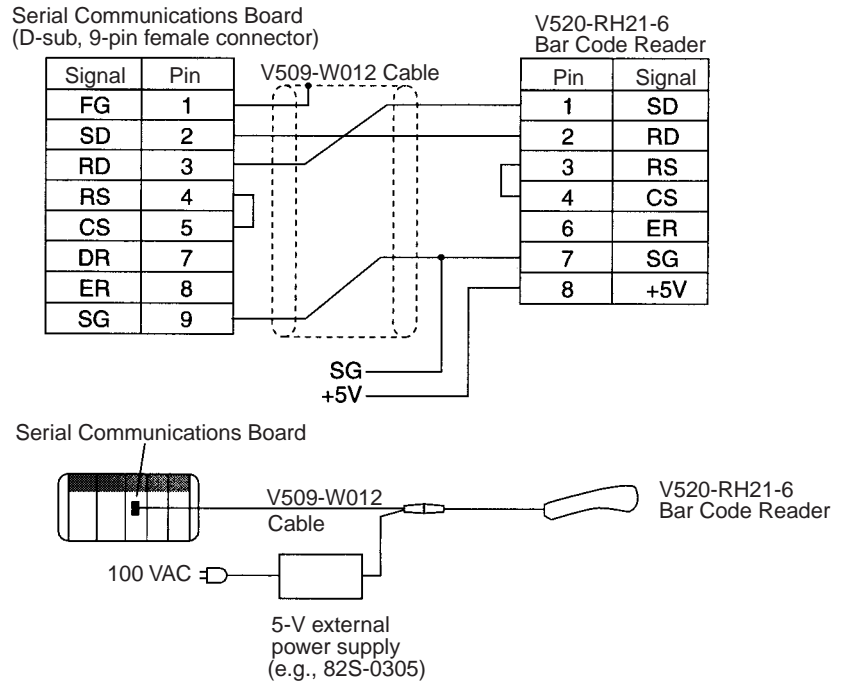 Serial Communications Board
(D-sub, 9-pin female connector)
V520-RH21-6
Bar Code Reader
V509-W012 Cable
Signal Pin
FG 1
SD 2
RD 3
RS 4
CS 5
DR 7
ER 8
SG 9
Pin Signal
1 SD
2 RD
3 RS
4 CS
6 ER
7 SG
8 +5V
SG
+5V
Serial Communications Board
V509-W012
Cable
V520-RH21-6
Bar Code Reader
100 VAC
5-V external
power supply
(e.g., 82S-0305)